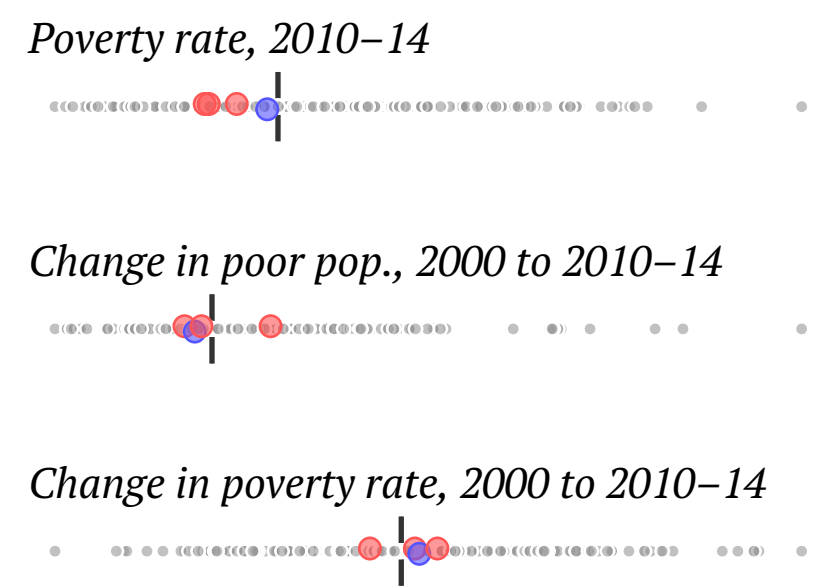 Poverty rate, 2010–14
Change in poor pop., 2000 to 2010–14
Change in poverty rate, 2000 to 2010–14